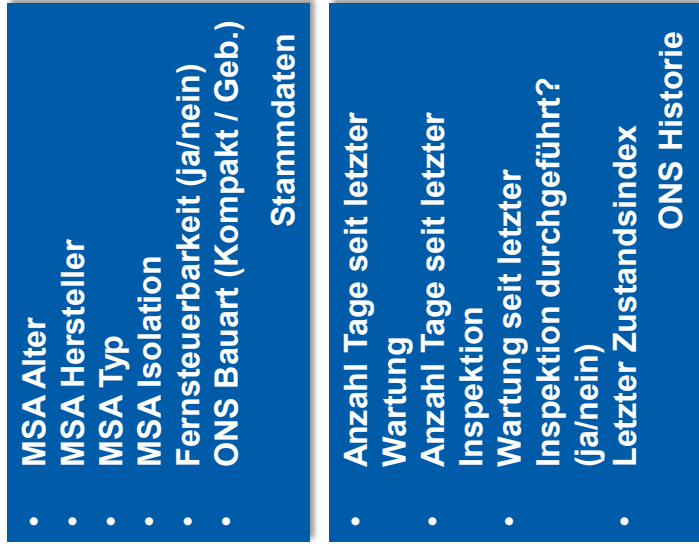 • MSA Alter
• MSA Hersteller
• MSA Typ
• MSA Isolation
• Fernsteuerbarkeit (ja/nein)
• ONS Bauart (Kompakt / Geb.)
Stammdaten
• Anzahl Tage seit letzter
Wartung
• Anzahl Tage seit letzter
Inspektion
• Wartung seit letzter
Inspektion durchgeführt?
(ja/nein)
• Letzter Zustandsindex
ONS Historie